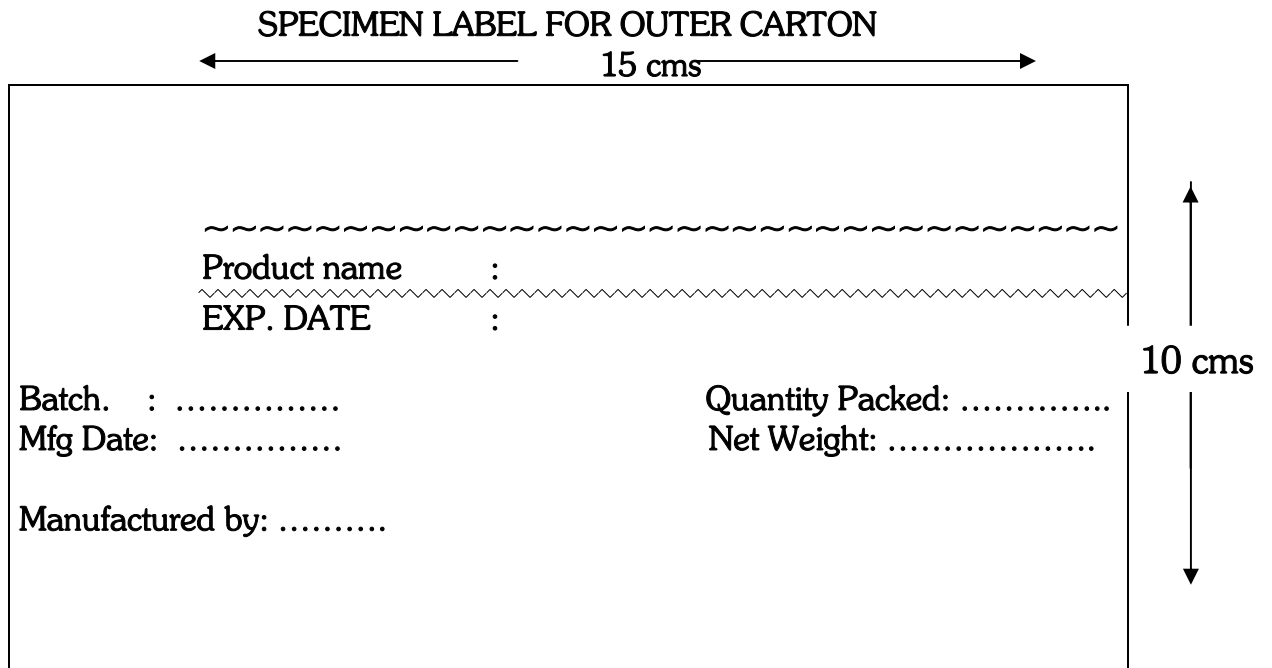 SPECIMEN LABEL FOR OUTER CARTON
15 cms
~~~~~~~~~~~~~~~~~~~~~~~~~~~~~~~~~
Product name :
EXP. DATE :
10 cms
Batch. : …………… Quantity Packed: …………..
Mfg Date: …………… Net Weight: ……………….
Manufactured by: ……….